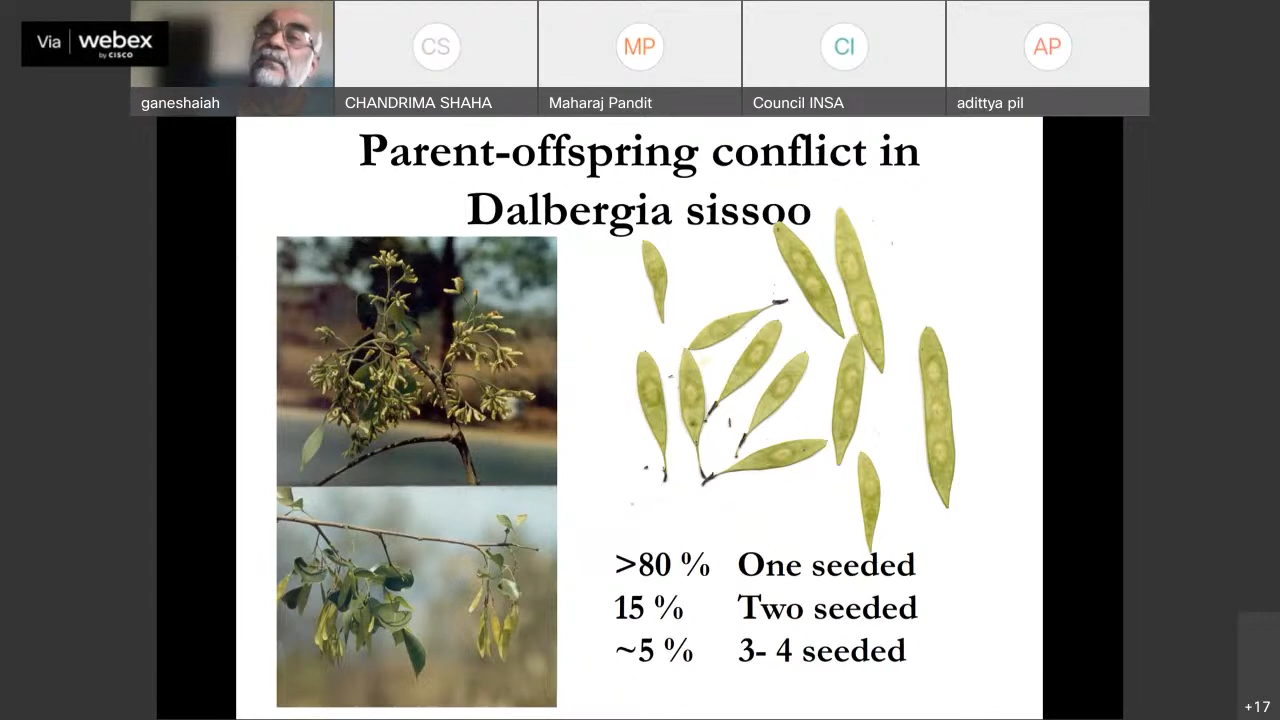 Via webex
by CISCO
CS
MP
CI
AP
ganeshaiah
CHANDRIMA SHAHA
Maharaj Pandit
Council INSA
adittya pil
Parent-offspring conflict in
Dalbergia sissoo
>80 % One seeded
15 % Two seeded
~5 % 3- 4 seeded
+17